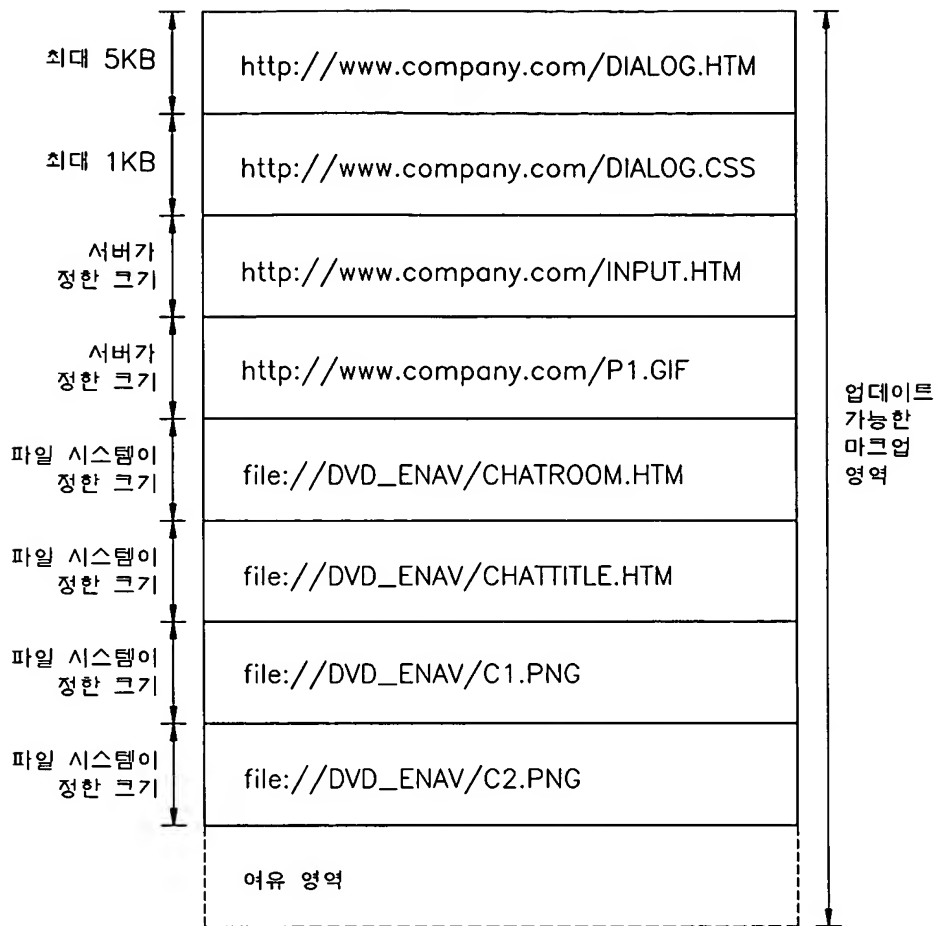 최대 5KB
http://www.company.com/DIALOG.HTM
최대 1KB
http://www.company.com/DIALOG.CSS
서버가
정한 크기
http://www.company.com/INPUT.HTM
서버가
정한 크기
http://www.company.com/P1.GIF
파일 시스템이
정한 크기
file://DVD_ENAV/CHATROOM.HTM
파일 시스템이
정한 크기
file://DVD_ENAV/CHATTITLE.HTM
파일 시스템이
정한 크기
file://DVD_ENAV/C1.PNG
파일 시스템이
정한 크기
file://DVD_ENAV/C2.PNG
여유 영역
업데이트
가능한
마크업
영역